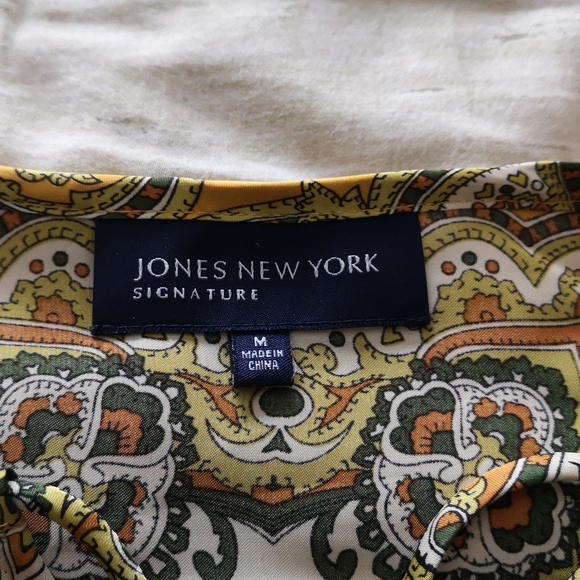 JONES NEW YORK
SIGNATURE
M
MADE IN
CHINA